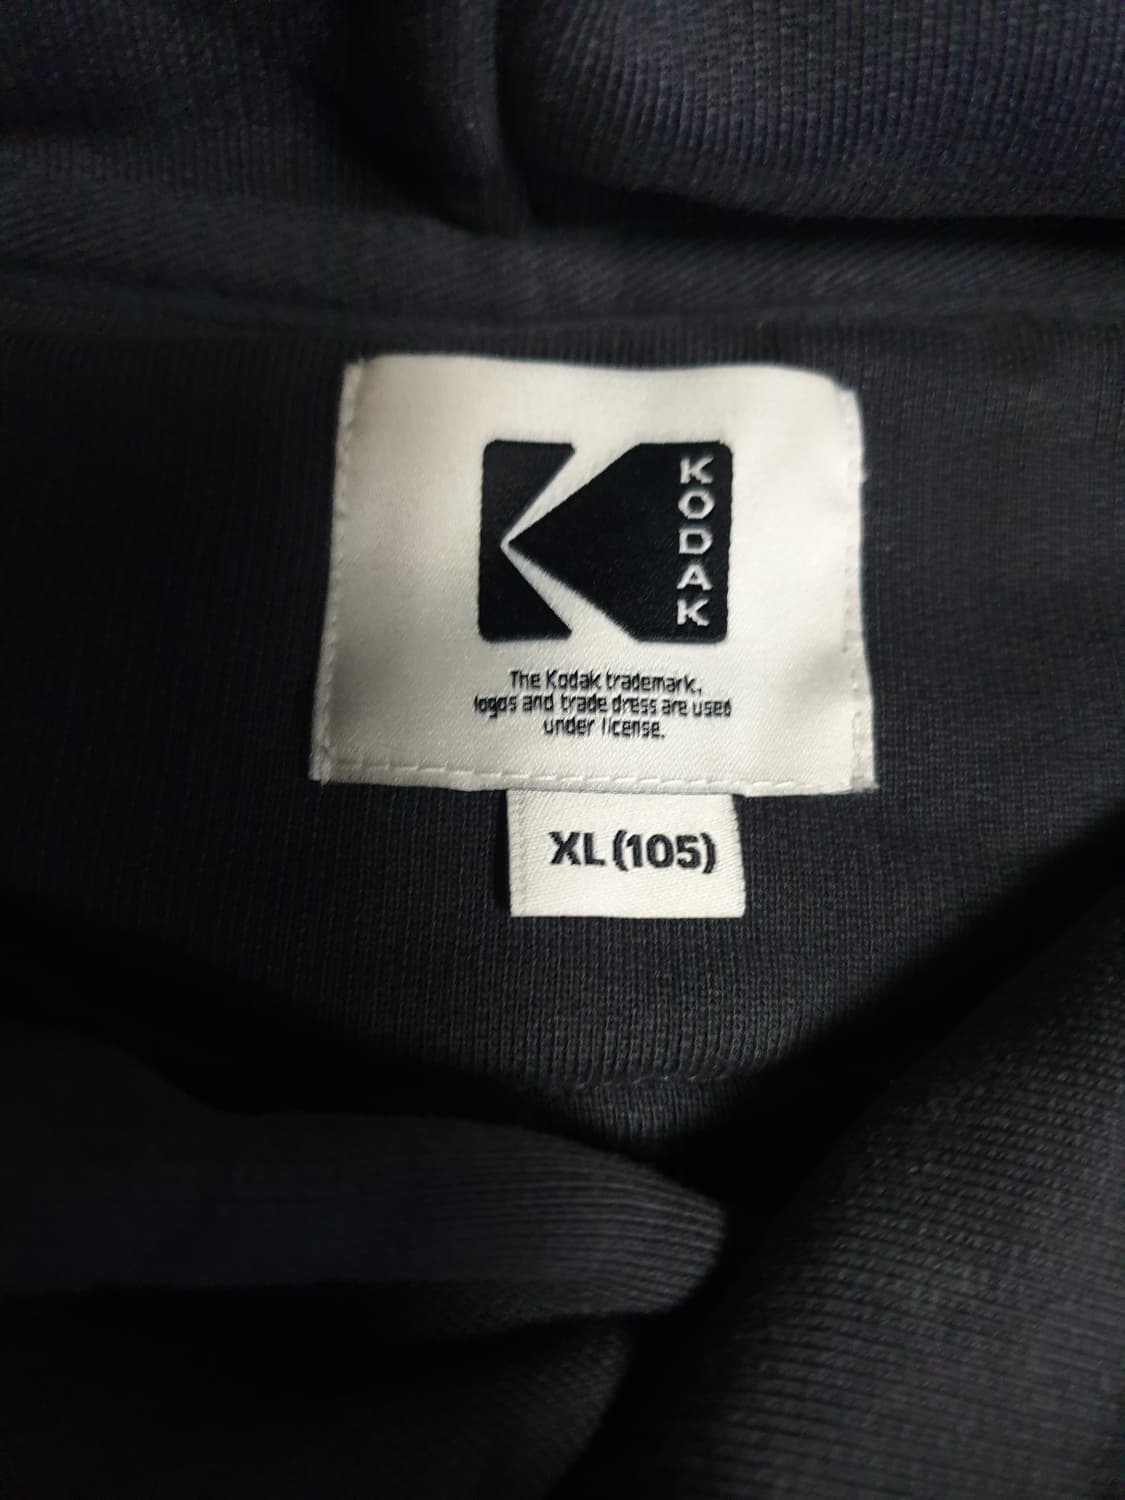 KODAK
The Kodak trademark,
logos and trade dress are used
under license.
XL (105)